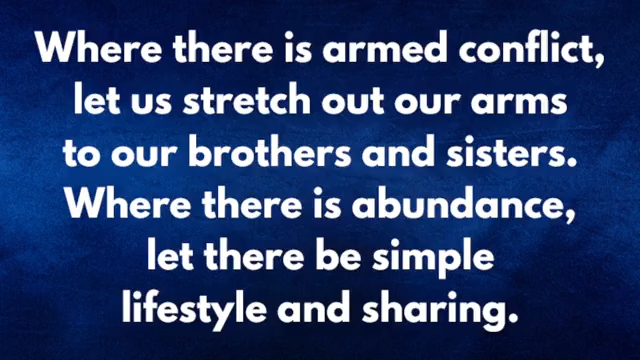 Where there is armed conflict,
let us stretch out our arms
to our brothers and sisters.
Where there is abundance,
let there be simple
lifestyle and sharing.